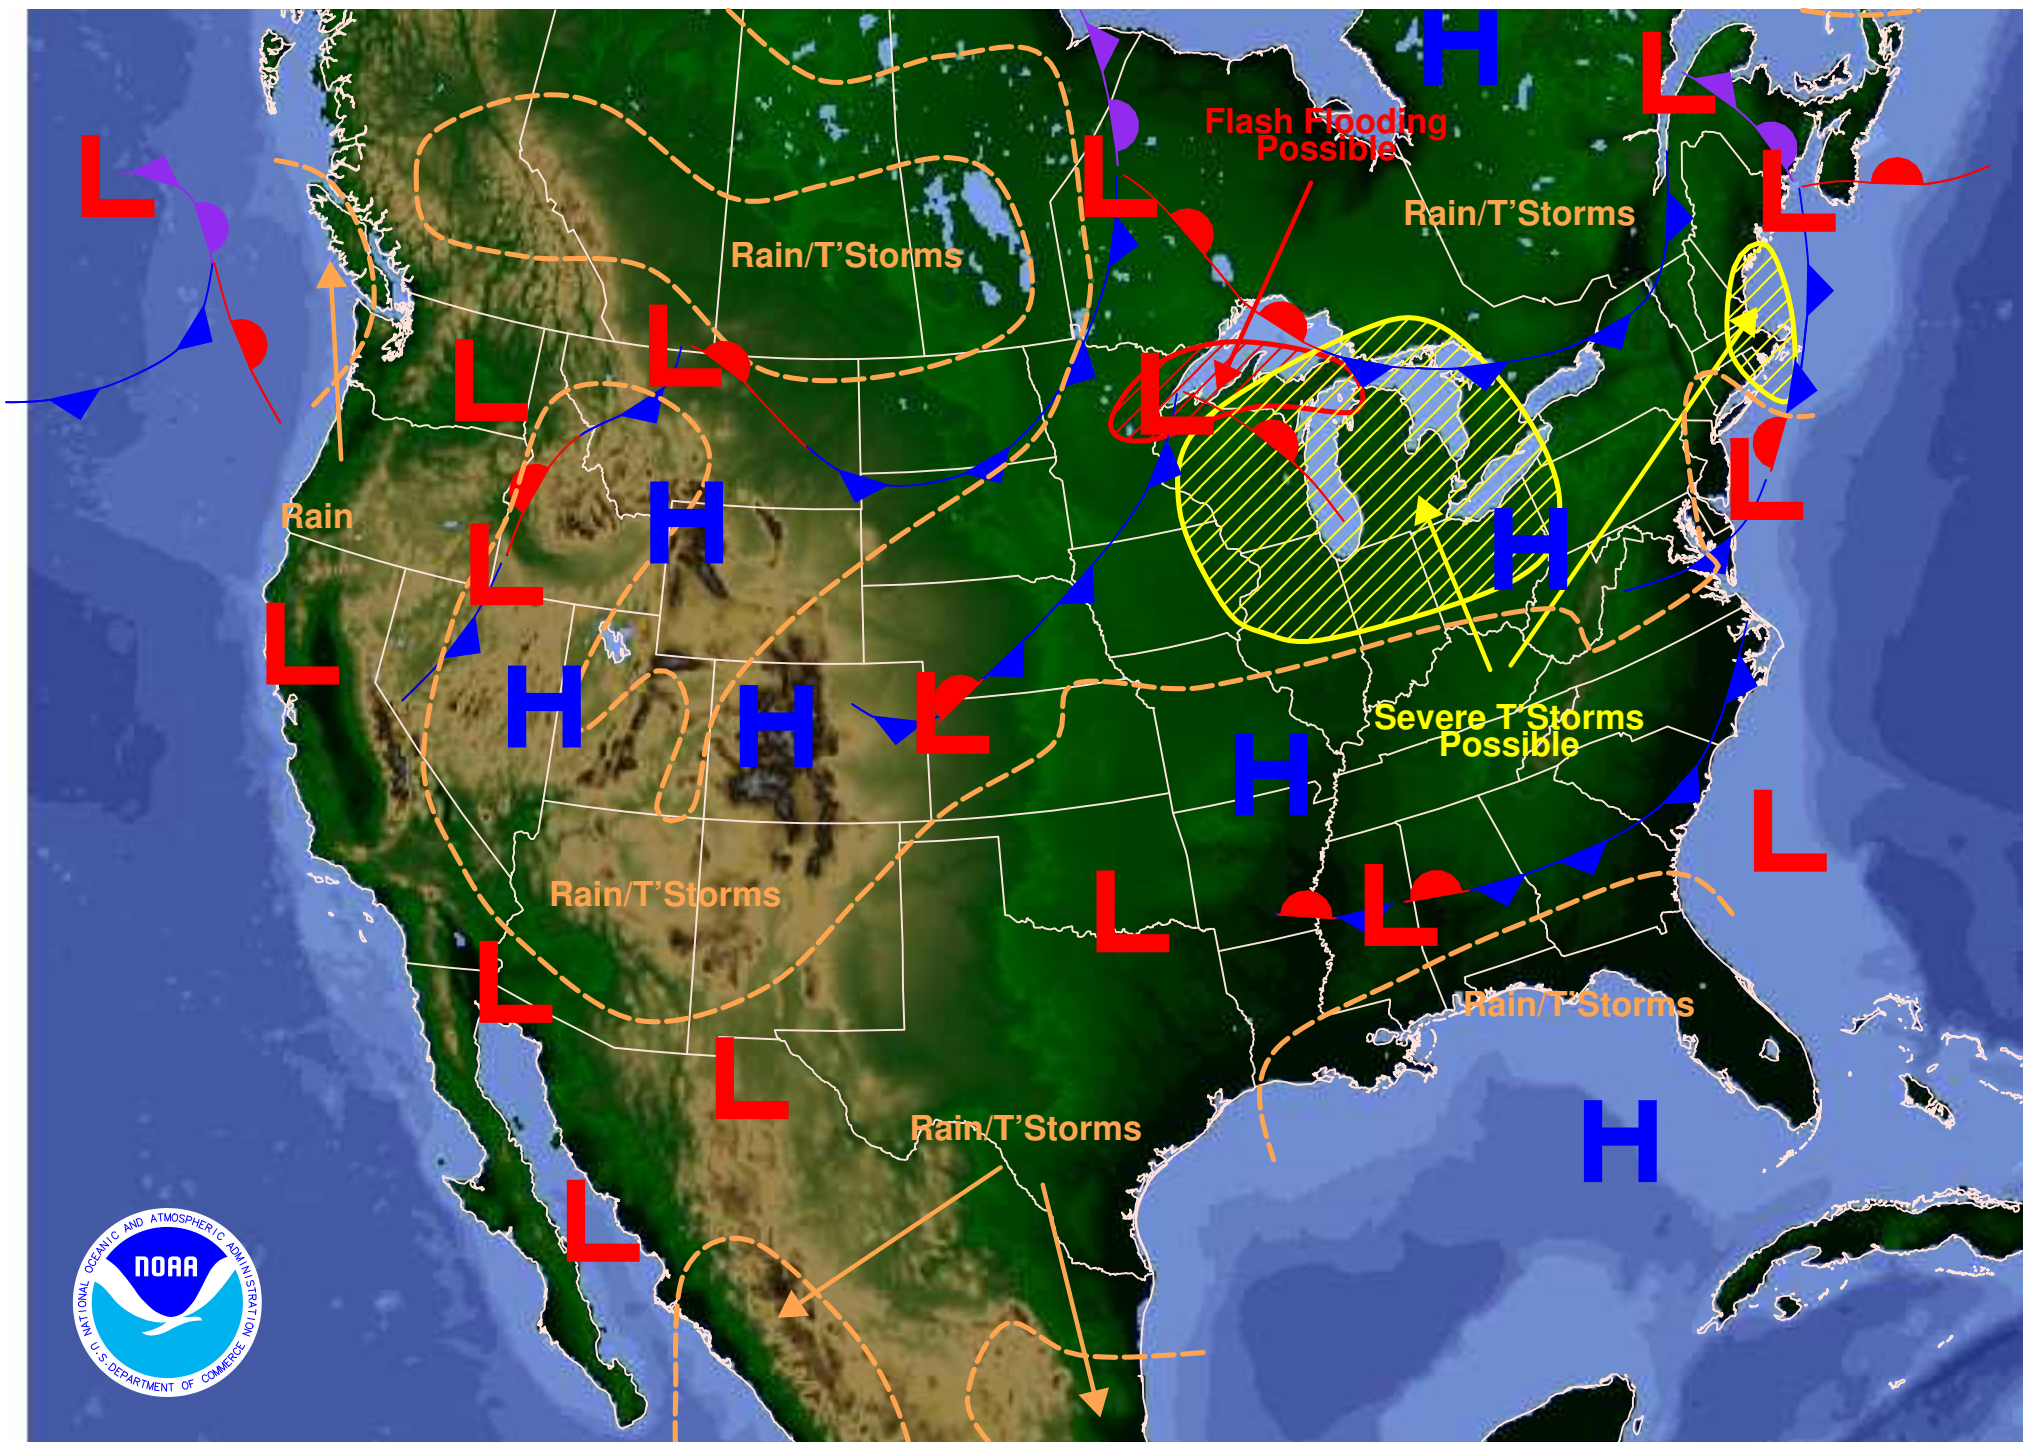 H
L
Flash Flooding
Possible
L
L
L
Rain/T'Storms
Rain/T'Storms
L
L
L
L
L
H
Rain
H
L
L
L
H
H
L
Severe T'Storms
Possible
H
H
L
Rain/T'Storms
L
L
L
Rain/T'Storms
L
Rain/T'Storms
H
L
NATIONAL OCEANIC AND ATMOSPHERIC ADMINISTRATION
NOAA
U.S. DEPARTMENT OF COMMERCE